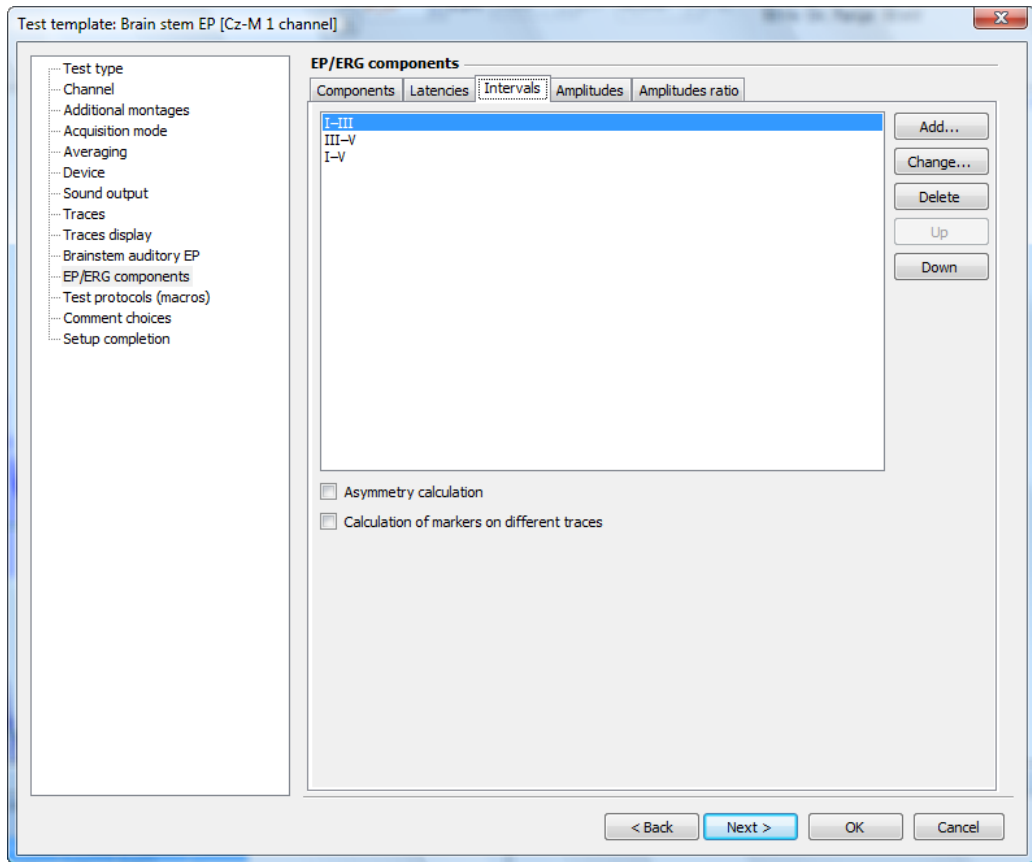 Test template: Brain stem EP [Cz-M 1 channel]
Test type
Channel
Additional montages
Acquisition mode
Averaging
Device
Sound output
Traces
Traces display
Brainstem auditory EP
EP/ERG components
Test protocols (macros)
Comment choices
Setup completion
EP/ERG components
Components Latencies Intervals Amplitudes Amplitudes ratio
I-III
III-V
I-V
Add...
Change...
Delete
Up
Down
Asymmetry calculation
Calculation of markers on different traces
< Back Next > OK Cancel